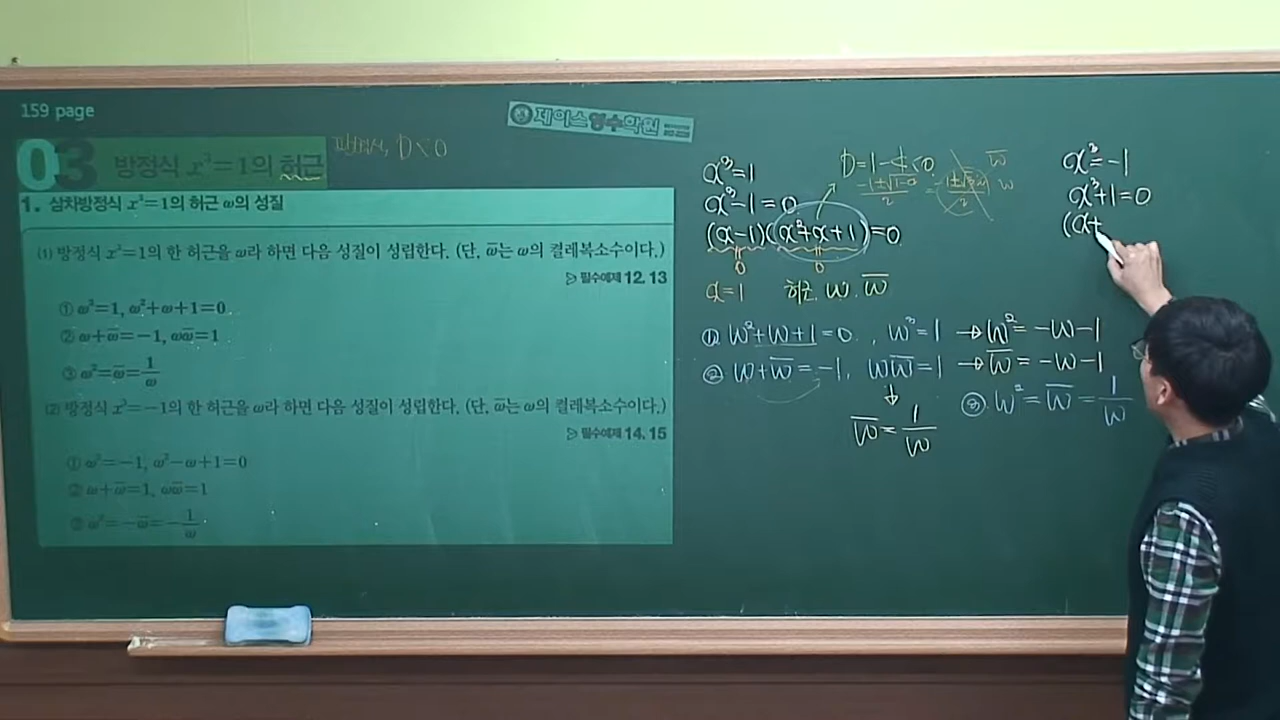 159 page
제이스영수학원
03 방정식 x³=1의 허근
판별식, D<0
1. 삼차방정식 x³=1의 허근 ω의 성질
(1) 방정식 x³=1의 한 허근을 ω라 하면 다음 성질이 성립한다. (단, ω̅는 ω의 켤레복소수이다.)
▷ 필수예제 12, 13
① ω³=1, ω²+ω+1=0
② ω+ω̅=-1, ωω̅=1
③ ω²=ω̅=1/ω
(2) 방정식 x³=-1의 한 허근을 ω라 하면 다음 성질이 성립한다. (단, ω̅는 ω의 켤레복소수이다.)
▷ 필수예제 14, 15
① ω³=-1, ω²-ω+1=0
② ω+ω̅=1, ωω̅=1
③ ω²=-ω̅=-1/ω
x³=1
x³-1=0
(x-1)(x²+x+1)=0
0 0
x=1 허근 ω, ω̅
D=1-4<0
ω̅
ω
① ω²+ω+1=0, ω³=1 → ω²=-ω-1
② ω+ω̅=-1, ωω̅=1 → ω̅=-ω-1
↓
ω̅=1/ω
③ ω²=ω̅=1/ω
x³=-1
x³+1=0
(x+